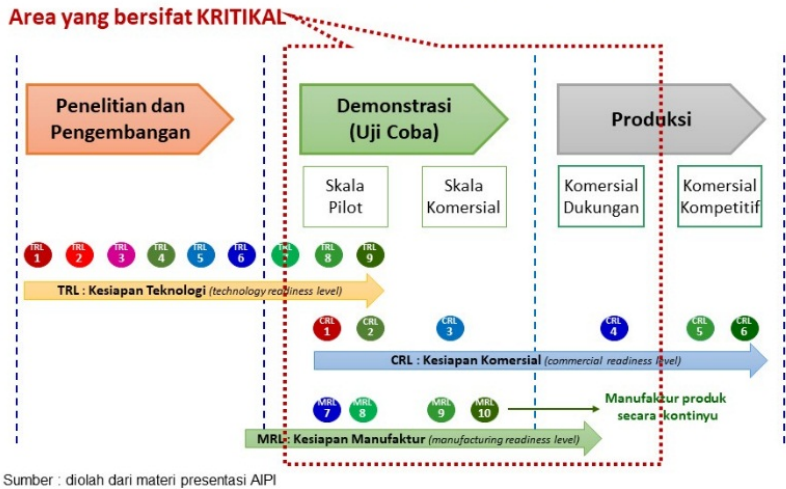 Area yang bersifat KRITIKAL
Penelitian dan
Pengembangan
Demonstrasi
(Uji Coba)
Produksi
Skala
Pilot
Skala
Komersial
Komersial
Dukungan
Komersial
Kompetitif
TRL
1
TRL
2
TRL
3
TRL
4
TRL
5
TRL
6
TRL
7
TRL
8
TRL
9
TRL : Kesiapan Teknologi (technology readiness level)
CRL
1
CRL
2
CRL
3
CRL
4
CRL
5
CRL
6
CRL : Kesiapan Komersial (commercial readiness level)
MRL
7
MRL
8
MRL
9
MRL
10
Manufaktur produk
secara kontinyu
MRL : Kesiapan Manufaktur (manufacturing readiness level)
Sumber : diolah dari materi presentasi AIPI